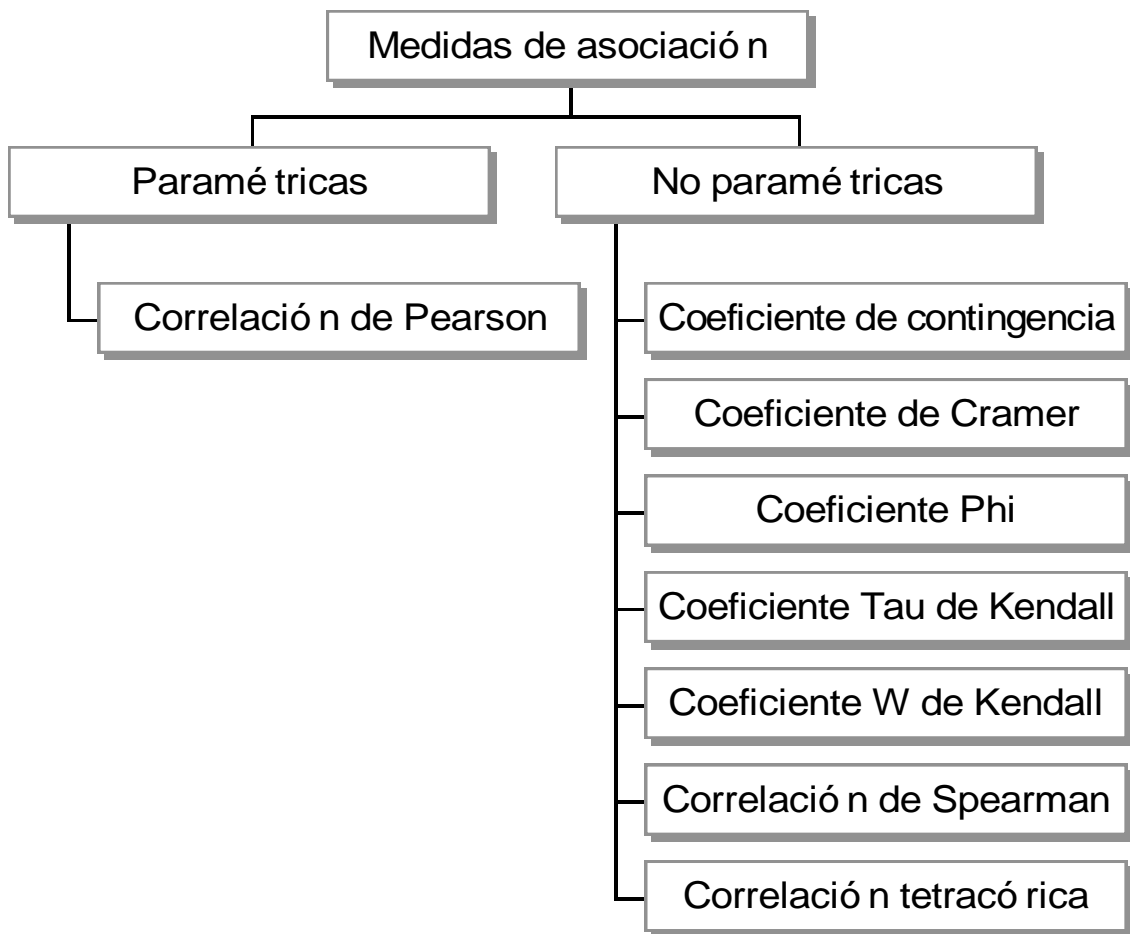 Medidas de asociació n
Paramé tricas
No paramé tricas
Correlació n de Pearson
Coeficiente de contingencia
Coeficiente de Cramer
Coeficiente Phi
Coeficiente Tau de Kendall
Coeficiente W de Kendall
Correlació n de Spearman
Correlació n tetracó rica